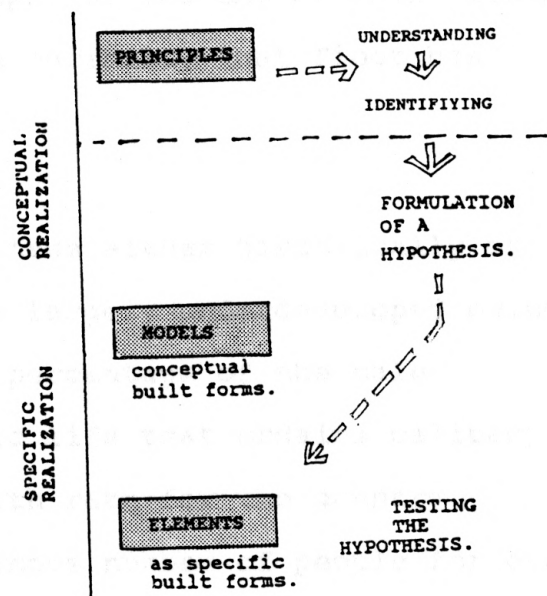 PRINCIPLES
UNDERSTANDING
IDENTIFIYING
CONCEPTUAL
REALIZATION
FORMULATION
OF A
HYPOTHESIS.
MODELS
conceptual
built forms.
SPECIFIC
REALIZATION
ELEMENTS
as specific
built forms.
TESTING
THE
HYPOTHESIS.